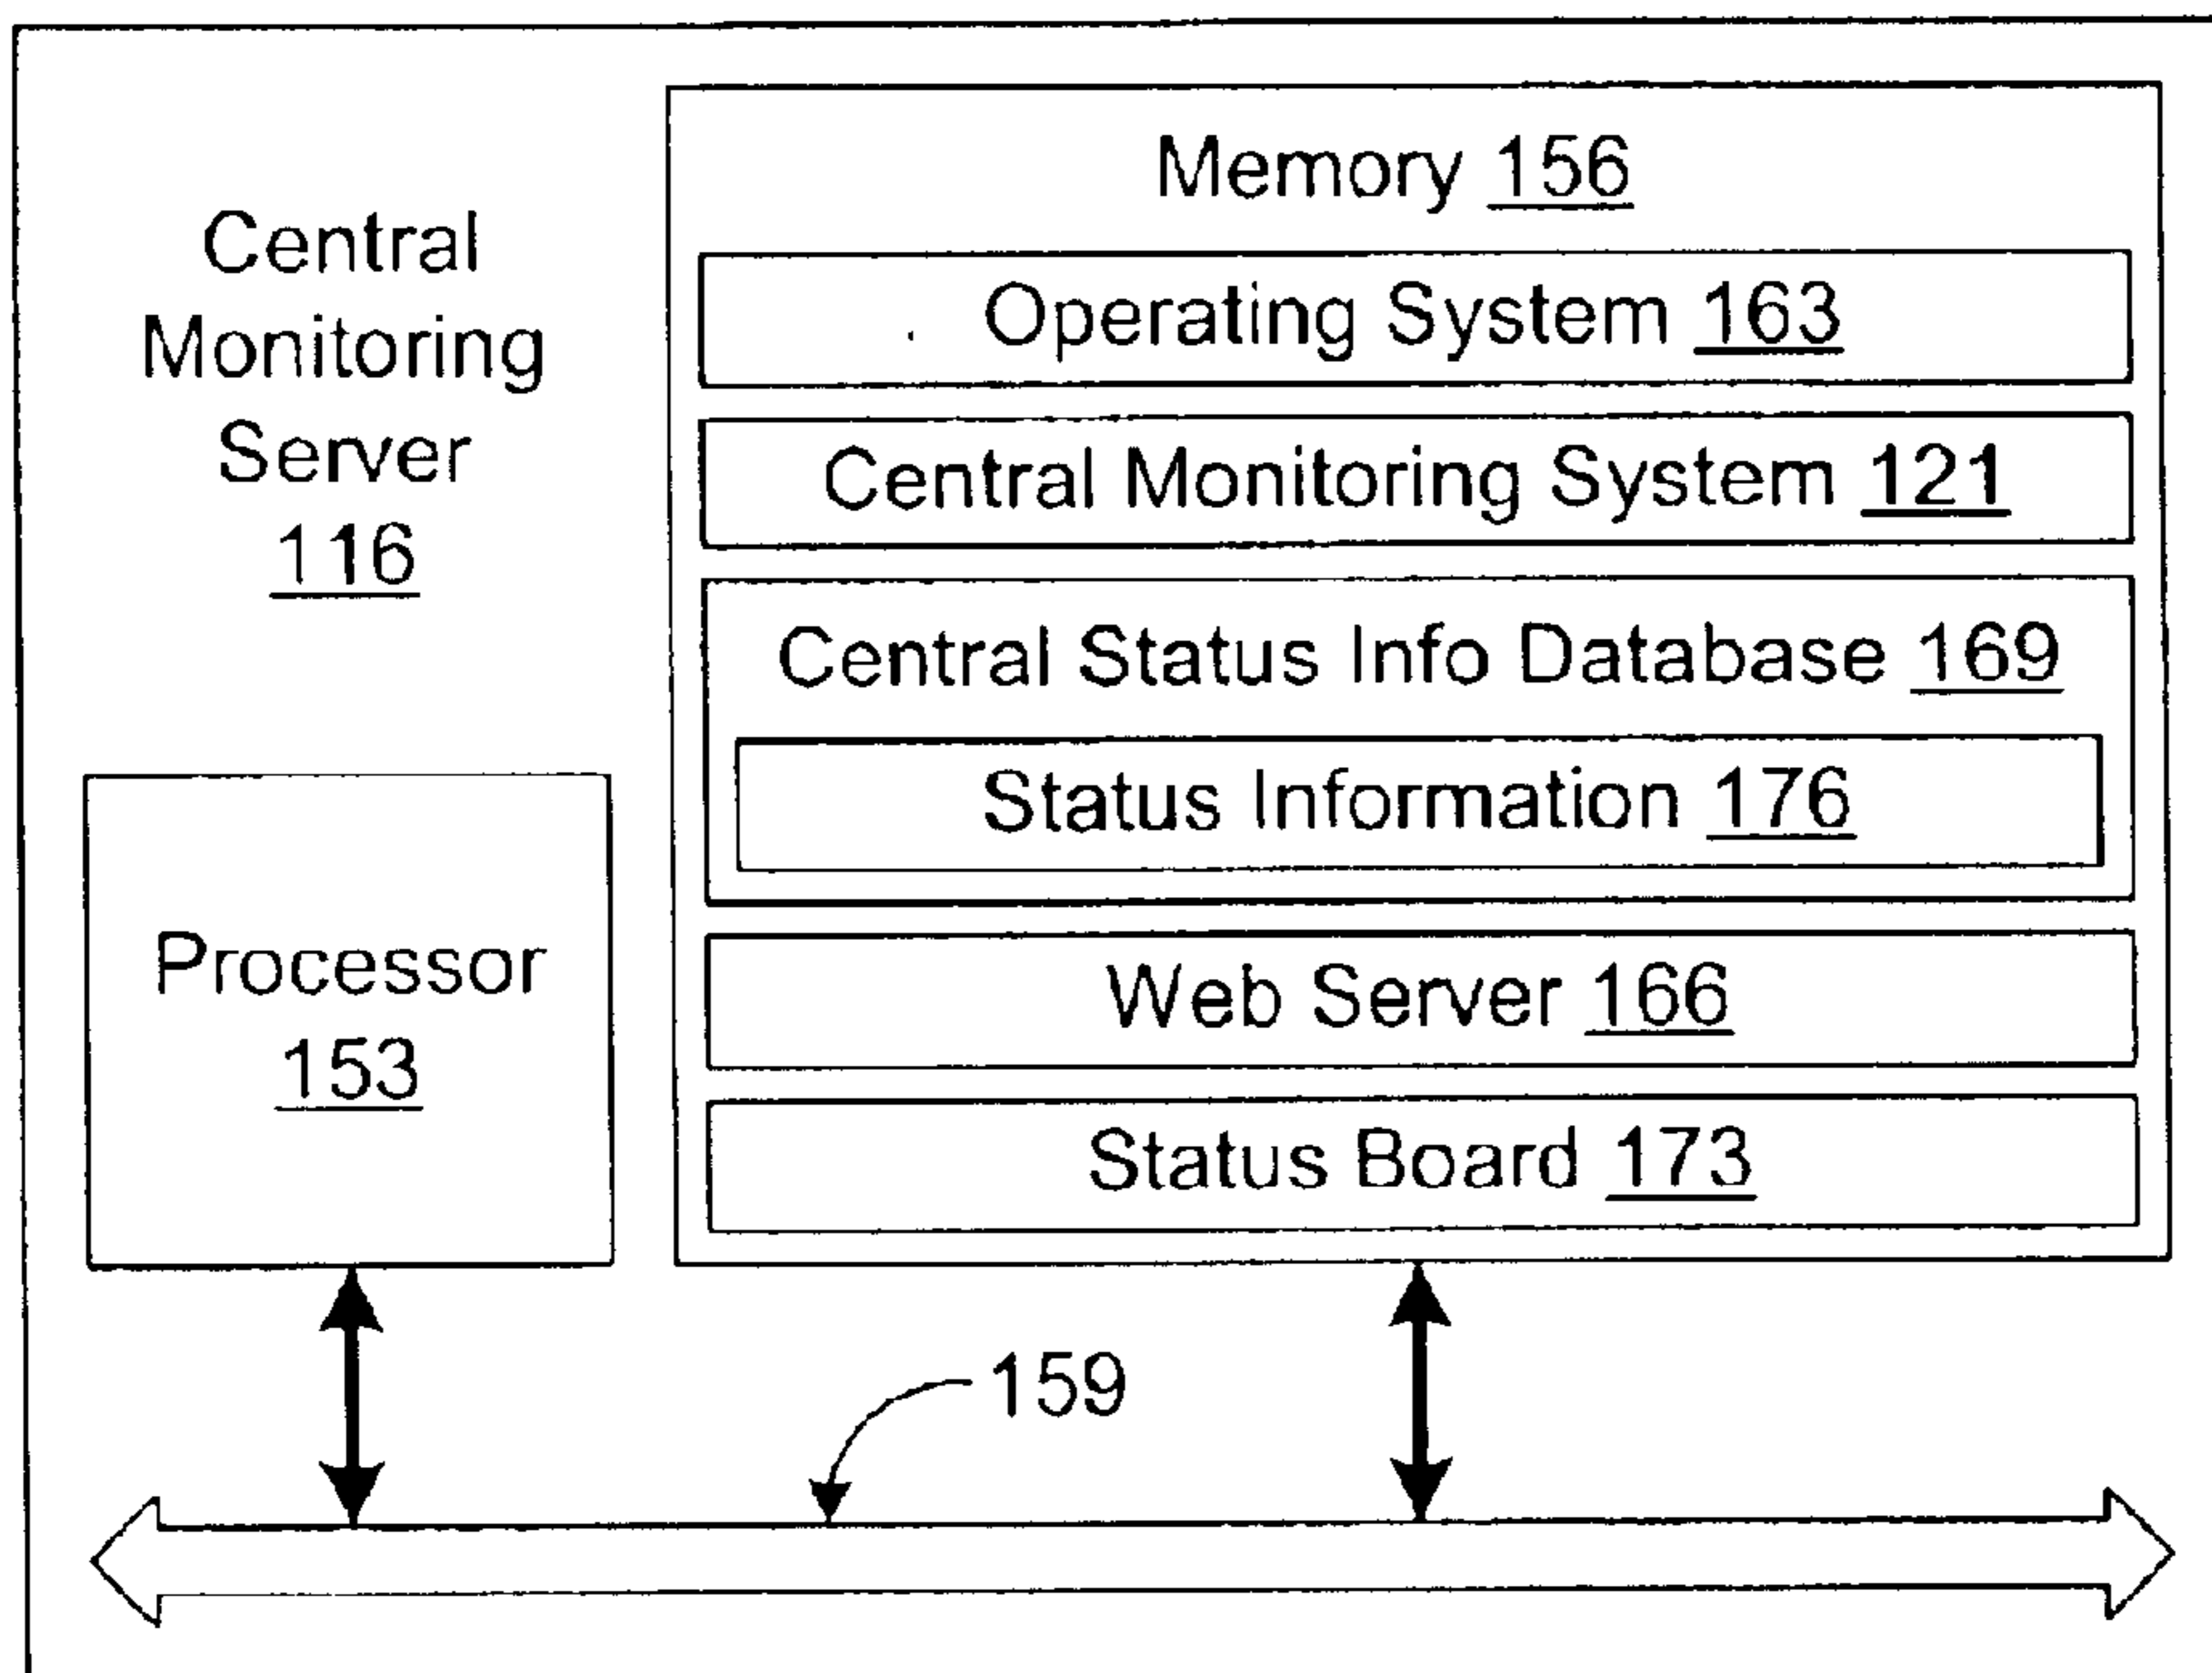 Central
Monitoring
Server
116
Memory 156
Operating System 163
Central Monitoring System 121
Central Status Info Database 169
Status Information 176
Web Server 166
Status Board 173
Processor
153
159